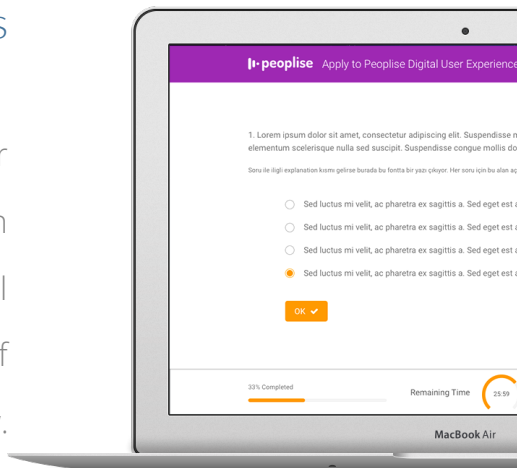 s
r
n
l
f
.
peoplise Apply to Peoplise Digital User Experience
1. Lorem ipsum dolor sit amet, consectetur adipiscing elit. Suspendisse
elementum scelerisque nulla sed suscipit. Suspendisse congue mollis
Soru ile iligli explanation kısmı gelirse burada bu fontta bir yazı çıkıyor. Her soru için bu alan
Sed luctus mi velit, ac pharetra ex sagittis a. Sed eget est
Sed luctus mi velit, ac pharetra ex sagittis a. Sed eget est
Sed luctus mi velit, ac pharetra ex sagittis a. Sed eget est
Sed luctus mi velit, ac pharetra ex sagittis a. Sed eget est
OK
33% Completed
Remaining Time 25:59
MacBook Air